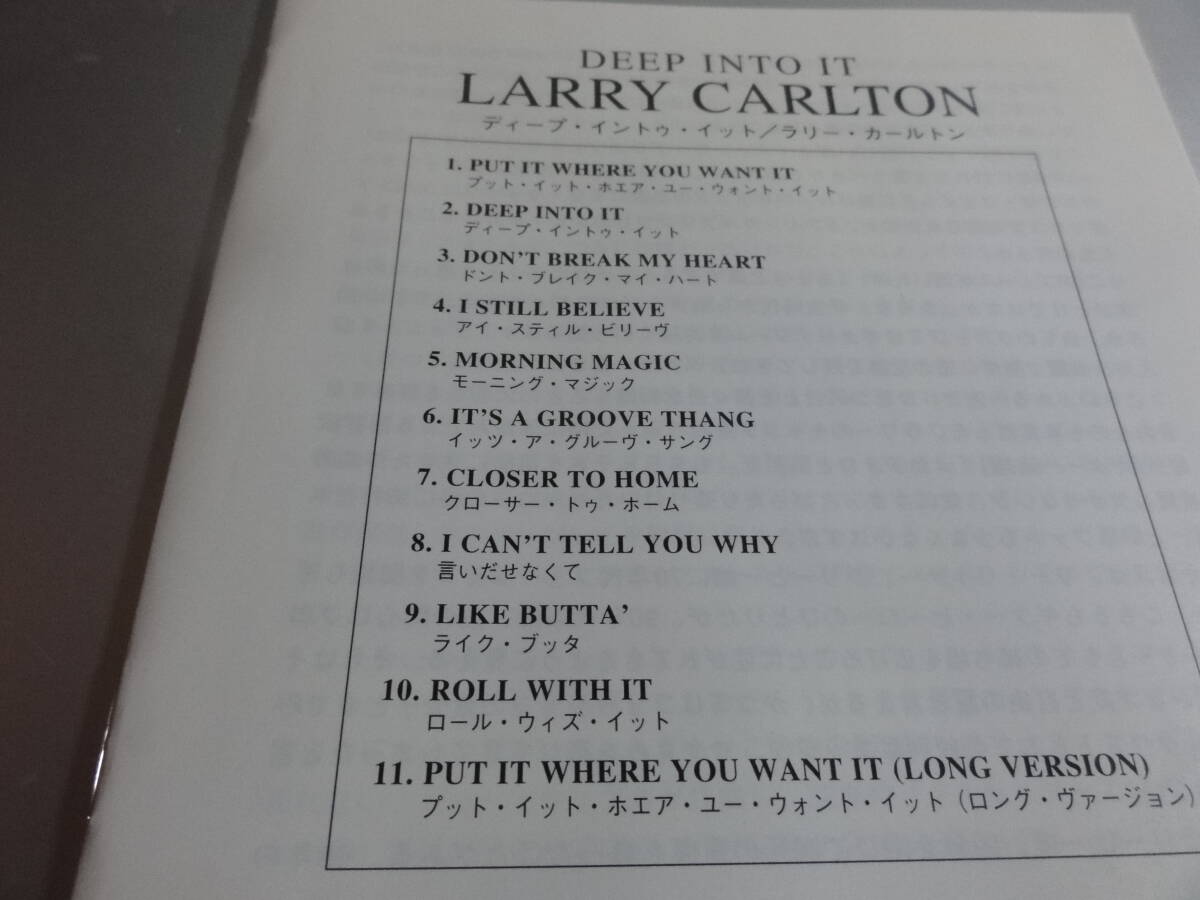 DEEP INTO IT
LARRY CARLTON
ディープ・イントゥ・イット／ラリー・カールトン
1. PUT IT WHERE YOU WANT IT
プット・イット・ホエア・ユー・ウォント・イット
2. DEEP INTO IT
ディープ・イントゥ・イット
3. DON'T BREAK MY HEART
ドント・ブレイク・マイ・ハート
4. I STILL BELIEVE
アイ・スティル・ビリーヴ
5. MORNING MAGIC
モーニング・マジック
6. IT'S A GROOVE THANG
イッツ・ア・グルーヴ・サング
7. CLOSER TO HOME
クローサー・トゥ・ホーム
8. I CAN'T TELL YOU WHY
言いだせなくて
9. LIKE BUTTA'
ライク・ブッタ
10. ROLL WITH IT
ロール・ウィズ・イット
11. PUT IT WHERE YOU WANT IT (LONG VERSION)
プット・イット・ホエア・ユー・ウォント・イット (ロング・ヴァージョン)